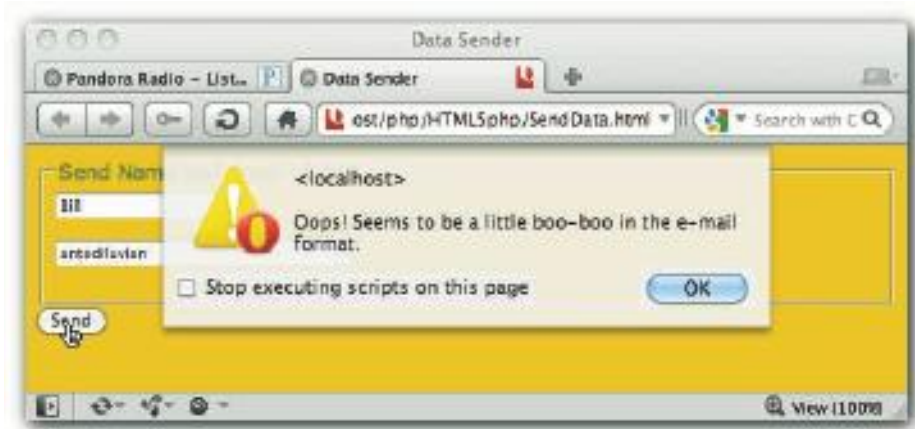 Data Sender
Pandora Radio – List... Data Sender
ost/php/HTML5php/SendData.html Search with
Send Nam
<localhost>
Oops! Seems to be a little boo-boo in the e-mail
format.
antediluvian
Stop executing scripts on this page OK
Send
View (100%)